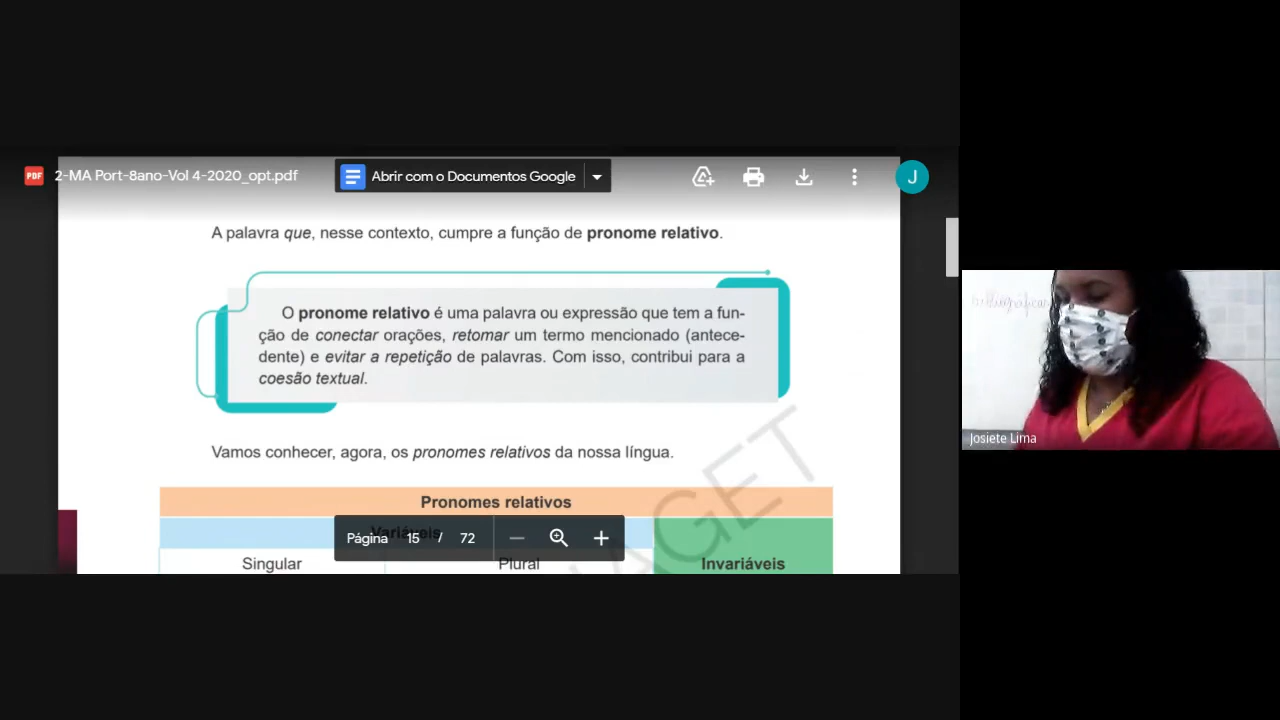 PDF
2-MA Port-8ano-Vol 4-2020_opt.pdf
Abrir com o Documentos Google
J
A palavra que, nesse contexto, cumpre a função de pronome relativo.
O pronome relativo é uma palavra ou expressão que tem a fun-
ção de conectar orações, retomar um termo mencionado (antece-
dente) e evitar a repetição de palavras. Com isso, contribui para a
coesão textual.
Vamos conhecer, agora, os pronomes relativos da nossa língua.
Pronomes relativos
Variáveis
Página 15 / 72
Singular Plural Invariáveis
Josiete Lima